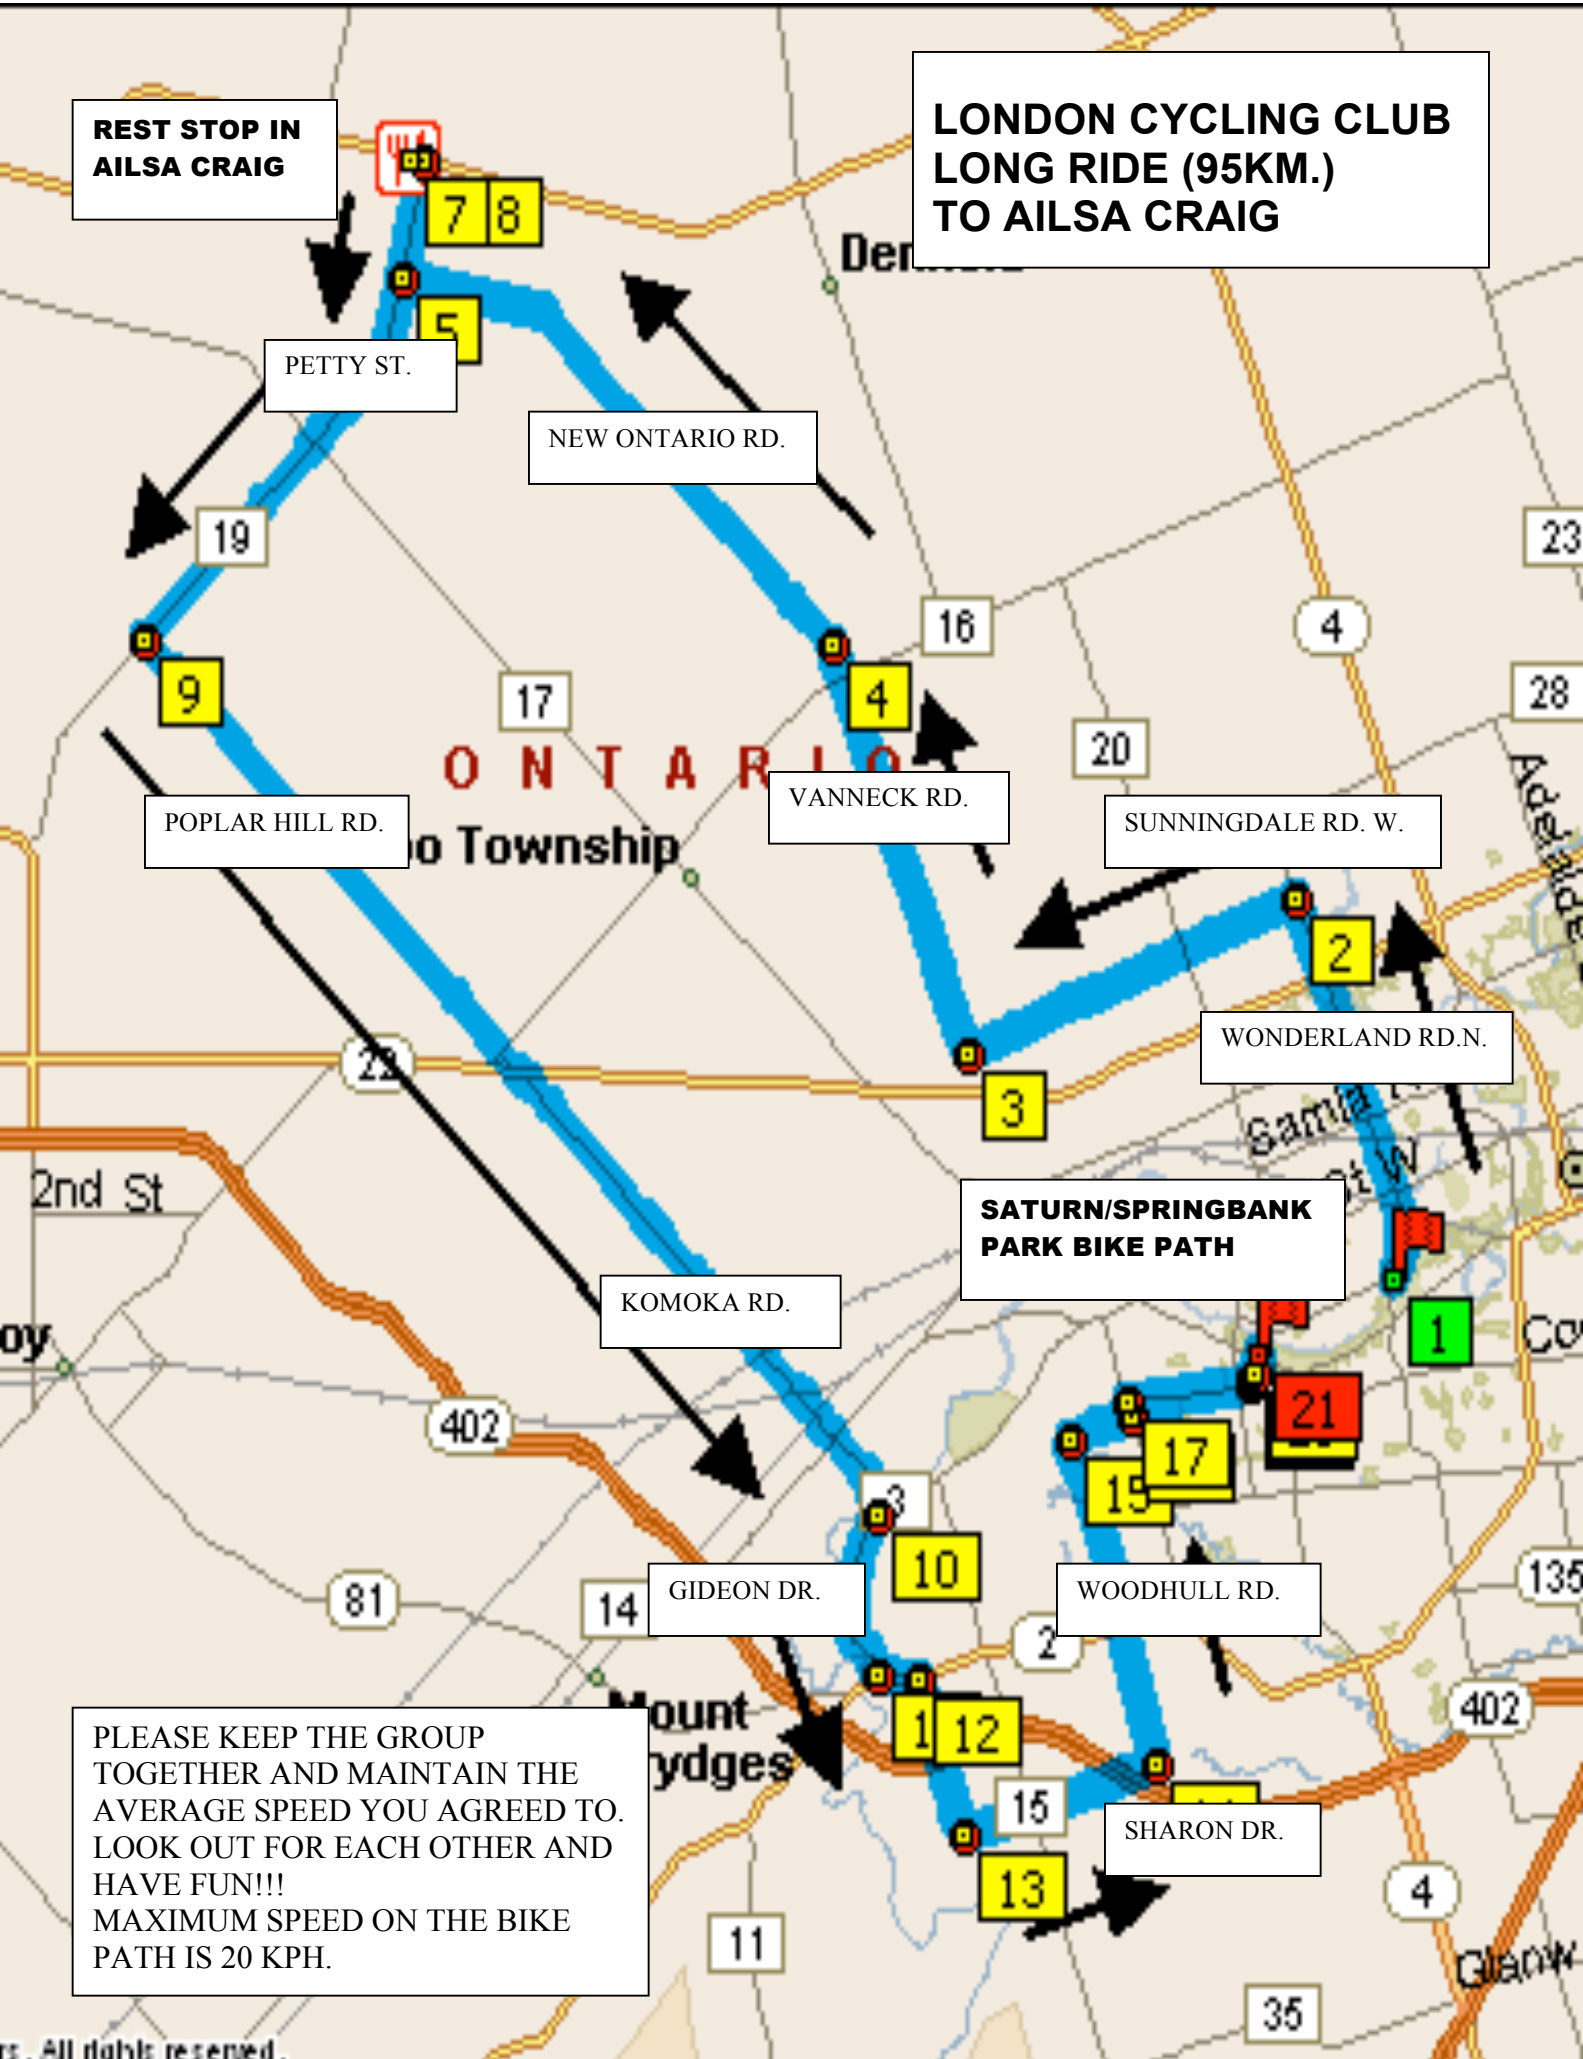 REST STOP IN
AILSA CRAIG
LONDON CYCLING CLUB
LONG RIDE (95KM.)
TO AILSA CRAIG
7 8
5
PETTY ST.
NEW ONTARIO RD.
19
23
16
4
9
4
17
28
20
ONTARIO
VANNECK RD.
POPLAR HILL RD.
SUNNINGDALE RD. W.
Township
2
WONDERLAND RD.N.
22
3
2nd St
SATURN/SPRINGBANK
PARK BIKE PATH
KOMOKA RD.
1
21
402
17
15
3
10
GIDEON DR.
WOODHULL RD.
81
14
135
2
402
Mount
12
15
SHARON DR.
PLEASE KEEP THE GROUP
TOGETHER AND MAINTAIN THE
AVERAGE SPEED YOU AGREED TO.
LOOK OUT FOR EACH OTHER AND
HAVE FUN!!!
MAXIMUM SPEED ON THE BIKE
PATH IS 20 KPH.
13
4
11
35
All rights reserved.